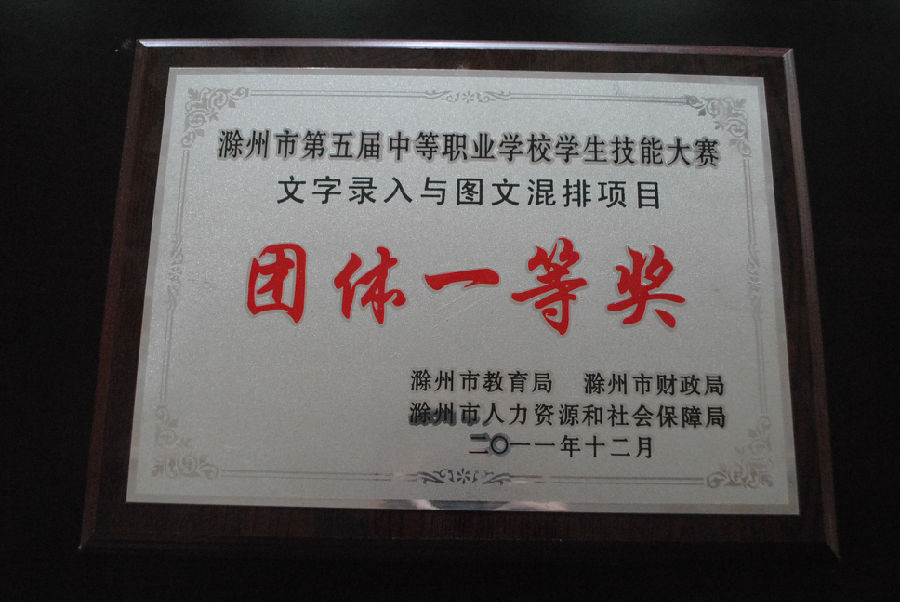 滁州市第五届中等职业学校学生技能大赛
文字录入与图文混排项目
团体一等奖
滁州市教育局 滁州市财政局
滁州市人力资源和社会保障局
二〇一一年十二月